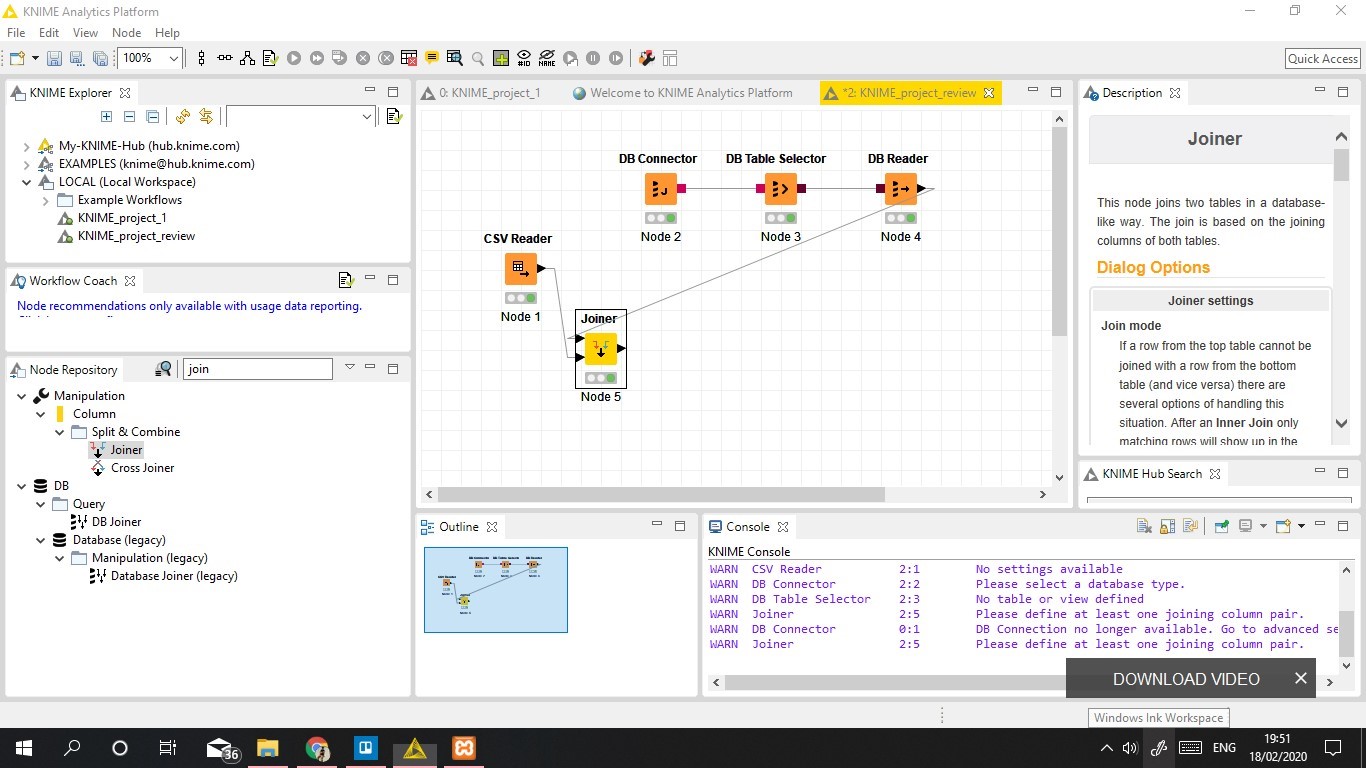 KNIME Analytics Platform
File Edit View Node Help
100%
Quick Access
KNIME Explorer
My-KNIME-Hub (hub.knime.com)
EXAMPLES (knime@hub.knime.com)
LOCAL (Local Workspace)
Example Workflows
KNIME_project_1
KNIME_project_review
Workflow Coach
Node recommendations only available with usage data reporting.
Node Repository
join
Manipulation
Column
Split & Combine
Joiner
Cross Joiner
DB
Query
DB Joiner
Database (legacy)
Manipulation (legacy)
Database Joiner (legacy)
0: KNIME_project_1
Welcome to KNIME Analytics Platform
*2: KNIME_project_review
DB Connector
DB Table Selector
DB Reader
Node 2
Node 3
Node 4
CSV Reader
Node 1
Joiner
Node 5
Description
Joiner
This node joins two tables in a database-
like way. The join is based on the joining
columns of both tables.
Dialog Options
Joiner settings
Join mode
If a row from the top table cannot be
joined with a row from the bottom
table (and vice versa) there are
several options of handling this
situation. After an Inner Join only
matching rows will show up in the
KNIME Hub Search
Outline
Console
KNIME Console
WARN CSV Reader 2:1 No settings available
WARN DB Connector 2:2 Please select a database type.
WARN DB Table Selector 2:3 No table or view defined
WARN Joiner 2:5 Please define at least one joining column pair.
WARN DB Connector 0:1 DB Connection no longer available. Go to advanced se
WARN Joiner 2:5 Please define at least one joining column pair.
DOWNLOAD VIDEO
Windows Ink Workspace
36
ENG
19:51
18/02/2020